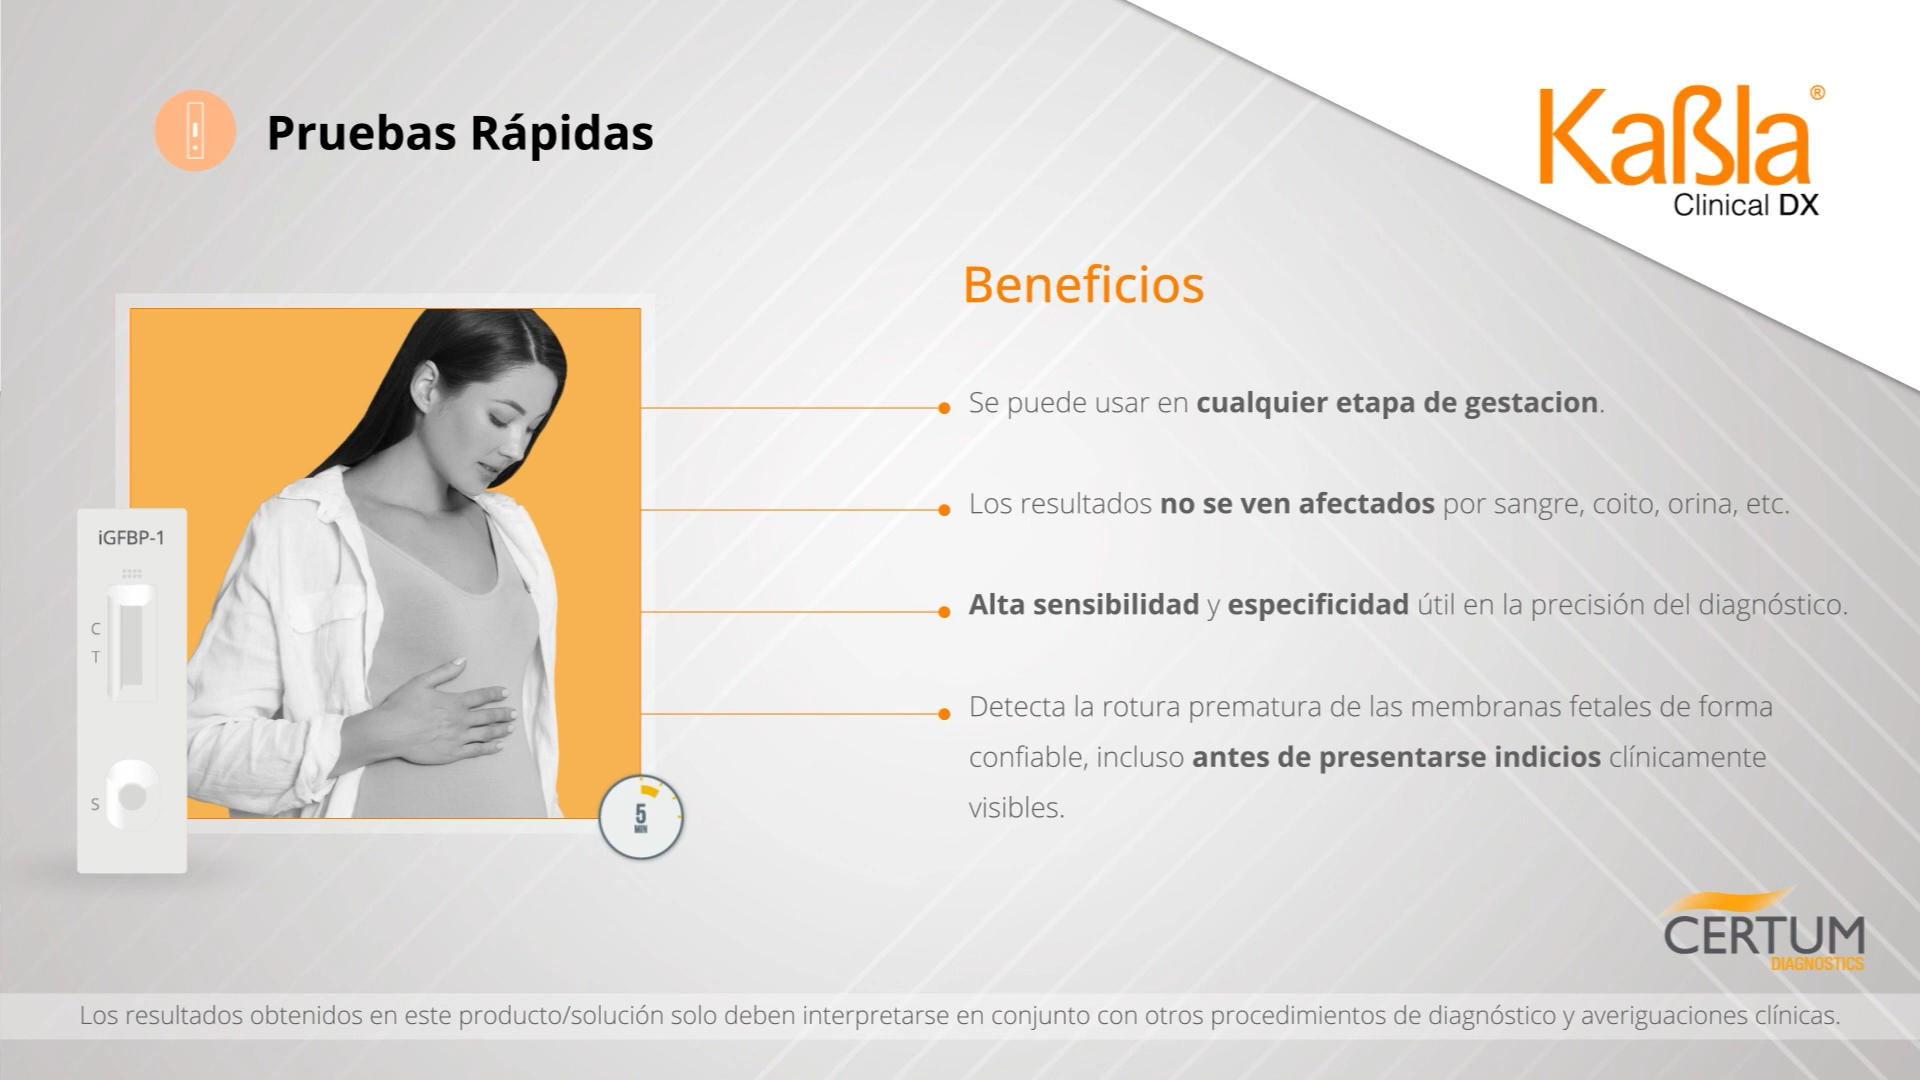 Pruebas Rápidas
Kaßla®
Clinical DX
Beneficios
Se puede usar en cualquier etapa de gestacion.
Los resultados no se ven afectados por sangre, coito, orina, etc.
Alta sensibilidad y especificidad útil en la precisión del diagnóstico.
Detecta la rotura prematura de las membranas fetales de forma
confiable, incluso antes de presentarse indicios clínicamente
visibles.
iGFBP-1
C
T
S
5
MIN
CERTUM
DIAGNOSTICS
Los resultados obtenidos en este producto/solución solo deben interpretarse en conjunto con otros procedimientos de diagnóstico y averiguaciones clínicas.